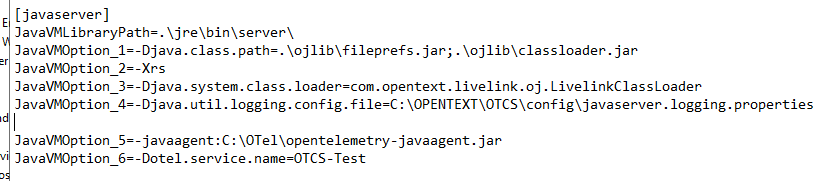 [javaserver]
JavaVMLibraryPath=.\jre\bin\server\
JavaVMOption_1=-Djava.class.path=.\ojlib\fileprefs.jar;.\ojlib\classloader.jar
JavaVMOption_2=-Xrs
JavaVMOption_3=-Djava.system.class.loader=com.opentext.livelink.oj.LivelinkClassLoader
JavaVMOption_4=-Djava.util.logging.config.file=C:\OPENTEXT\OTCS\config\javaserver.logging.properties
JavaVMOption_5=-javaagent:C:\OTel\opentelemetry-javaagent.jar
JavaVMOption_6=-Dotel.service.name=OTCS-Test